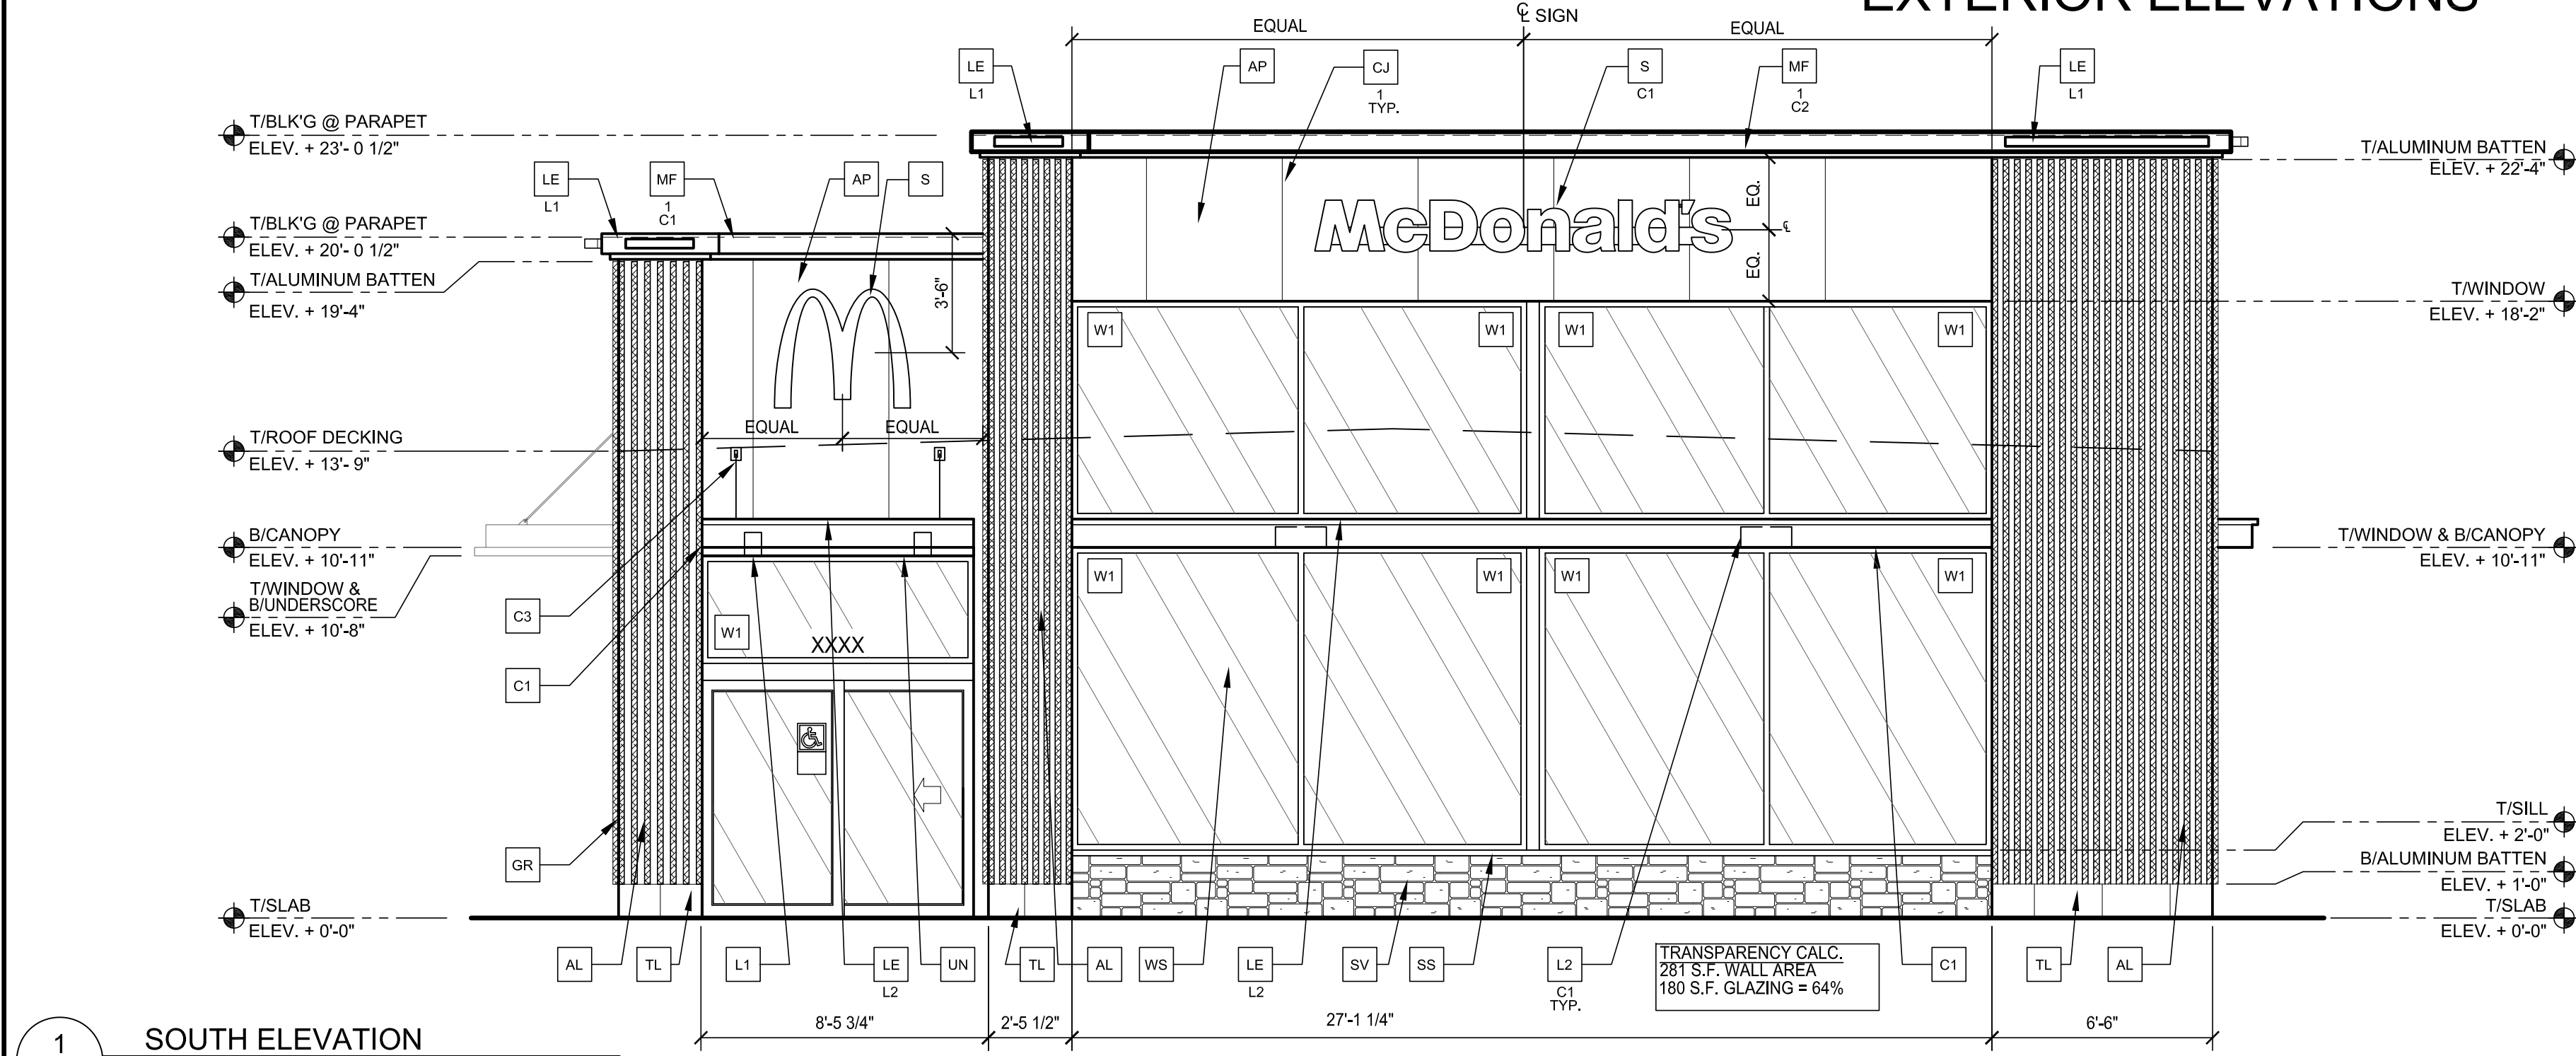 EXTERIOR ELEVATIONS
EQUAL
℄ SIGN
EQUAL
LE
L1
AP
CJ
1
TYP.
S
C1
MF
1
C2
LE
L1
T/BLK'G @ PARAPET
ELEV. + 23'- 0 1/2"
T/ALUMINUM BATTEN
ELEV. + 22'-4"
LE
L1
MF
1
C1
AP
S
EQ.
℄
EQ.
McDonald's
T/BLK'G @ PARAPET
ELEV. + 20'- 0 1/2"
T/ALUMINUM BATTEN
ELEV. + 19'-4"
3'-6"
T/WINDOW
ELEV. + 18'-2"
W1
W1
W1
W1
EQUAL
EQUAL
T/ROOF DECKING
ELEV. + 13'- 9"
B/CANOPY
ELEV. + 10'-11"
T/WINDOW & B/CANOPY
ELEV. + 10'-11"
T/WINDOW &
B/UNDERSCORE
ELEV. + 10'-8"
C3
C1
W1
XXXX
W1
W1
W1
W1
T/SILL
ELEV. + 2'-0"
B/ALUMINUM BATTEN
ELEV. + 1'-0"
T/SLAB
ELEV. + 0'-0"
GR
T/SLAB
ELEV. + 0'-0"
AL
TL
L1
LE
L2
UN
TL
AL
WS
LE
L2
SV
SS
L2
C1
TYP.
TRANSPARENCY CALC.
281 S.F. WALL AREA
180 S.F. GLAZING = 64%
C1
TL
AL
8'-5 3/4"
2'-5 1/2"
27'-1 1/4"
6'-6"
1
SOUTH ELEVATION